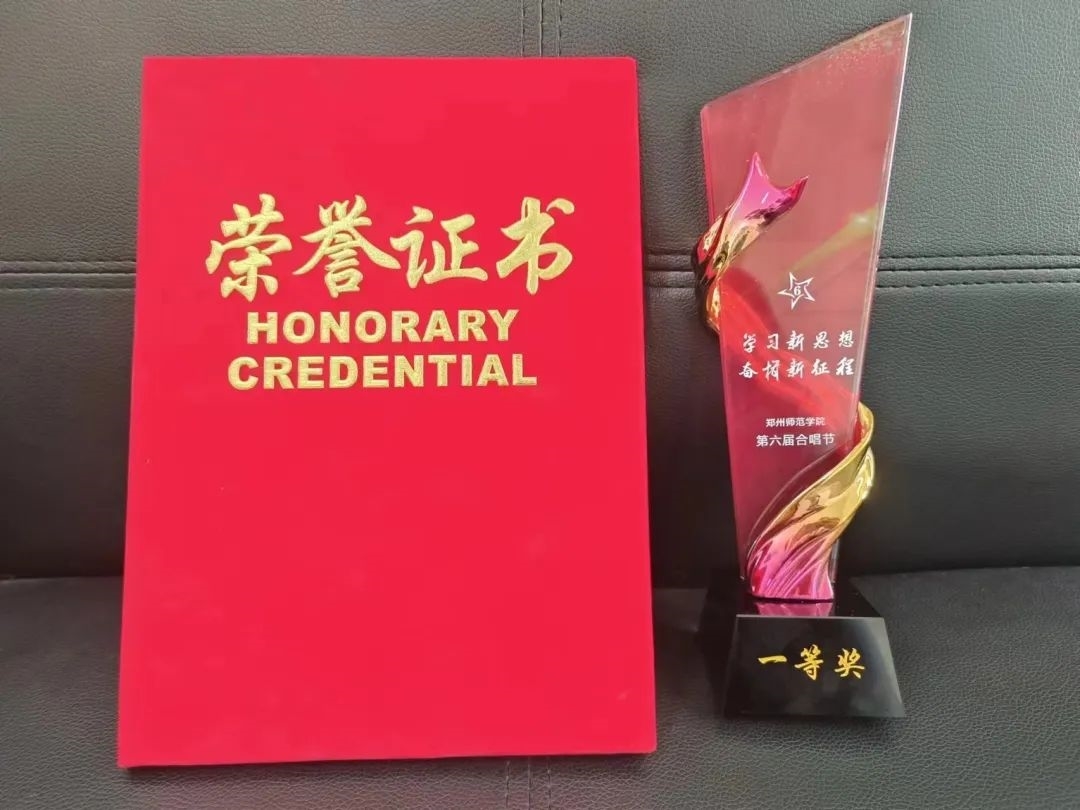 荣誉证书
HONORARY
CREDENTIAL
6
学习新思想
奋进新征程
郑州师范学院
第六届合唱节
一等奖